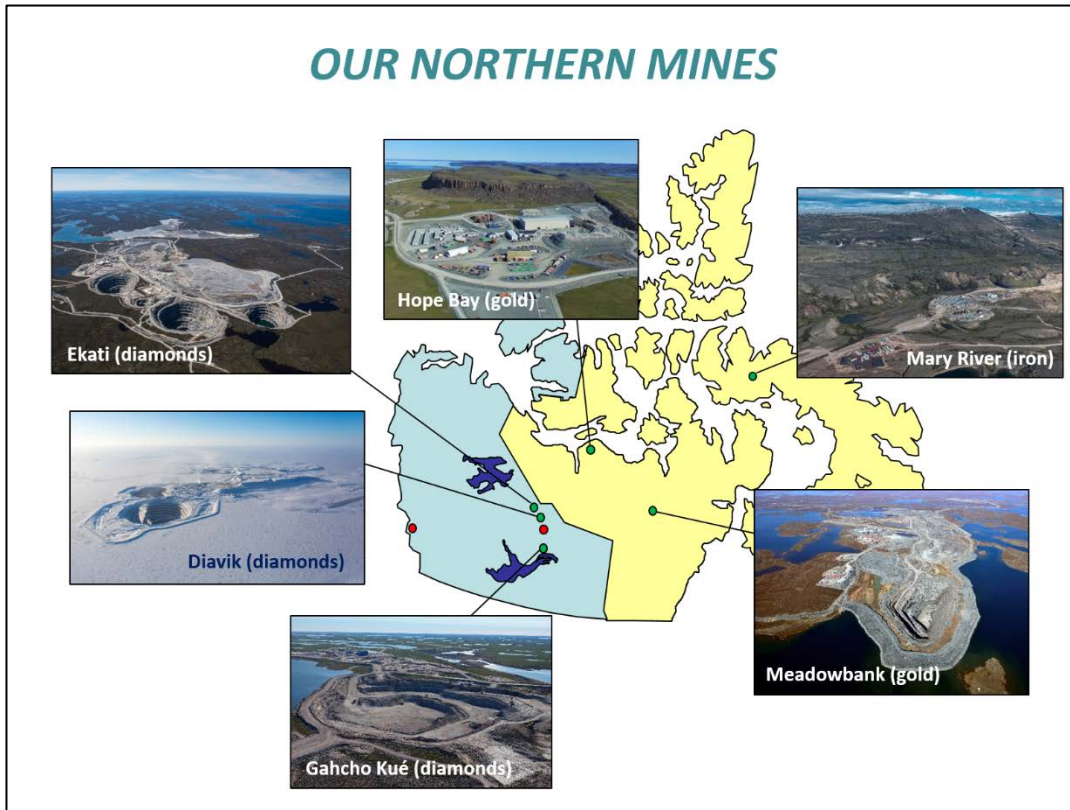 OUR NORTHERN MINES
Ekati (diamonds)
Hope Bay (gold)
Mary River (iron)
Diavik (diamonds)
Meadowbank (gold)
Gahcho Kué (diamonds)